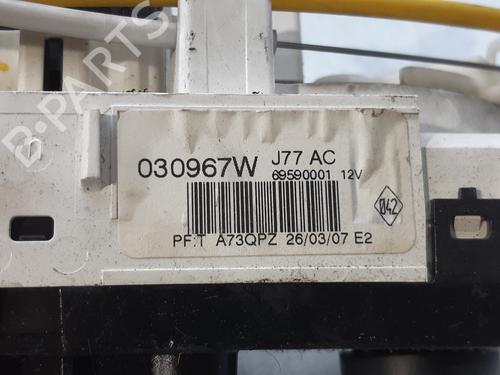 B-PARTS
030967W J77 AC
69590001 12V
042
PF:T A73QPZ 26/03/07 E2